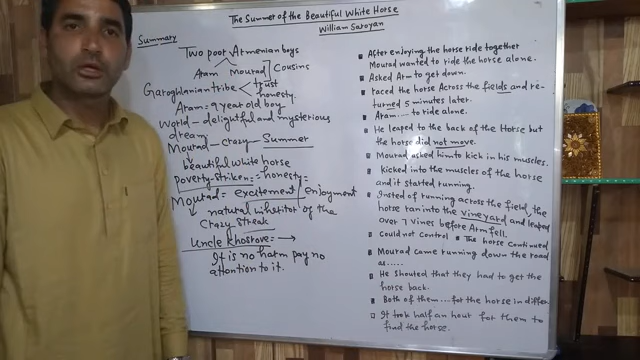 The Summer of the Beautiful White Horse
William Saroyan
Summary
Two poor Armenian boys
Aram Mourad Cousins
Garoghlanian tribe trust
honesty.
Aram = 9 year old boy
World - delightful and mysterious
dream.
Mourad - crazy - Summer
beautiful white horse
Poverty-striken = honesty =
Mourad = excitement / enjoyment
natural inheritor of the
Crazy streak
Uncle Khosrove =
It is no harm pay no
attention to it.
After enjoying the horse ride together
Mourad wanted to ride the horse alone.
Asked Arm to get down.
raced the Horse Across the fields and re-
turned 5 minutes later.
Aram.... to ride alone.
He leaped to the back of the Horse but
the horse did not move.
Mourad asked him to kick in his muscles.
kicked into the muscles of the horse
and it started running.
Insted of running across the field, the
horse ran into the vineyard and leaped
over 7 vines before Arm fell.
Could not control The horse continued
Mourad came running down the road
as.....
He shouted that they had to get the
horse back.
Both of them.... for the horse in differ-
It took half an hour for them to
find the horse.